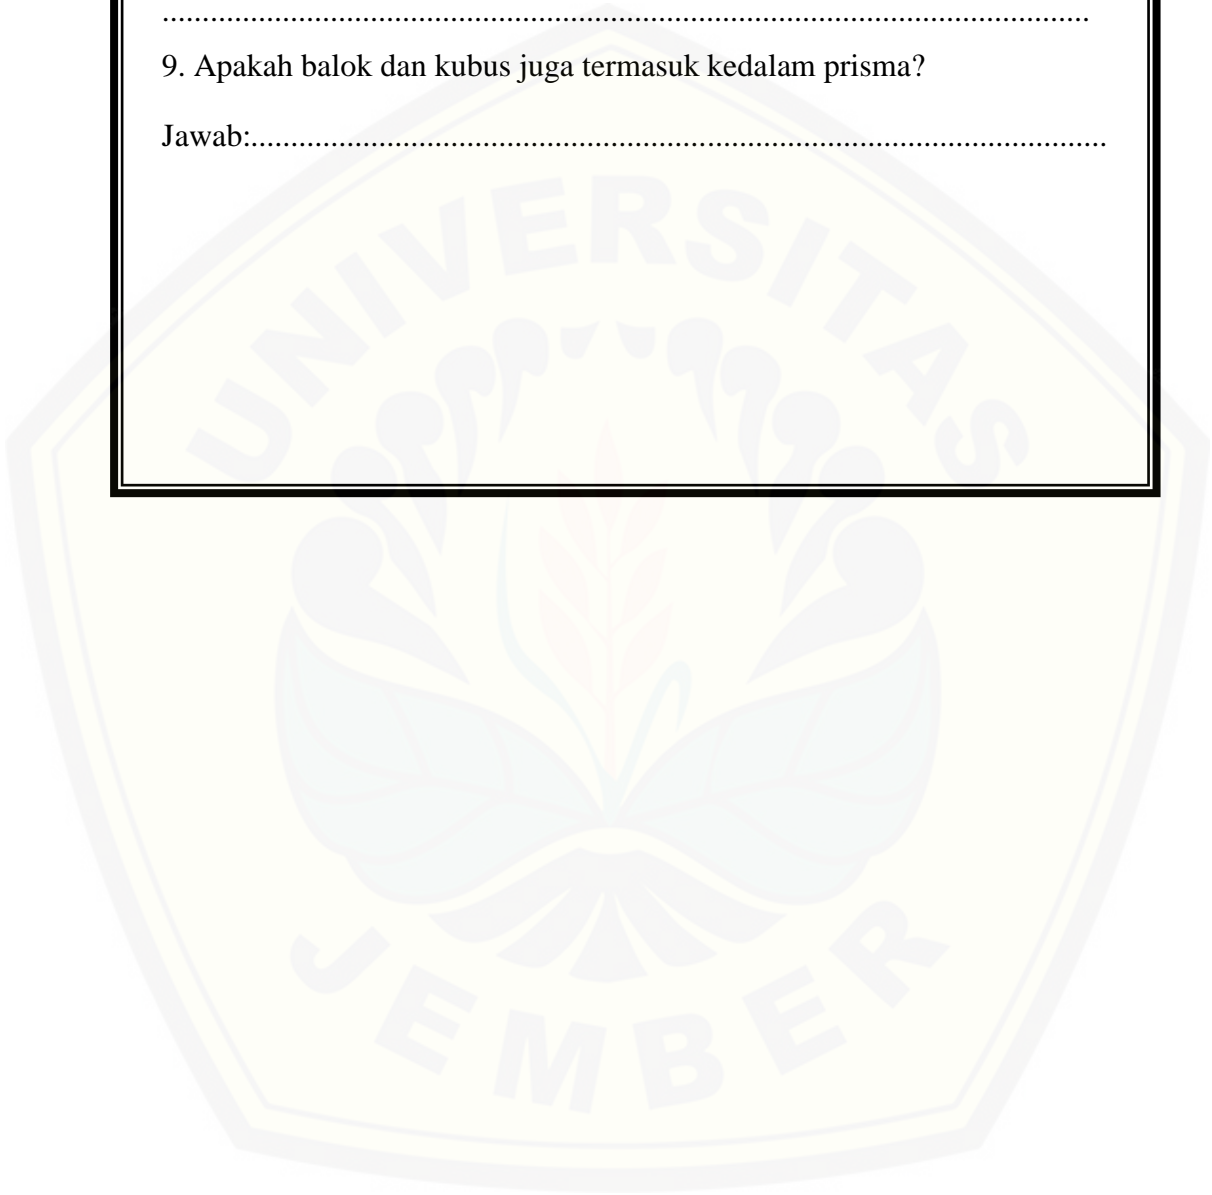 ....................................................................................................................
9. Apakah balok dan kubus juga termasuk kedalam prisma?
Jawab:...........................................................................................................
UNIVERSITAS
JEMBER